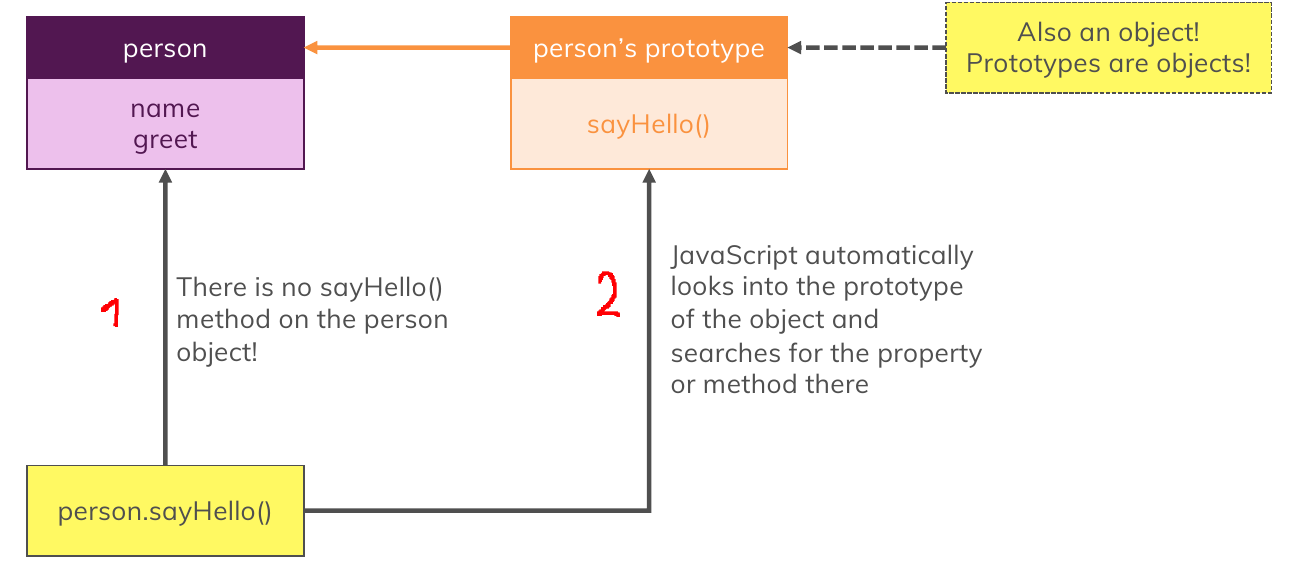 person
name
greet
person’s prototype
sayHello()
Also an object!
Prototypes are objects!
1
There is no sayHello()
method on the person
object!
2
JavaScript automatically
looks into the prototype
of the object and
searches for the property
or method there
person.sayHello()